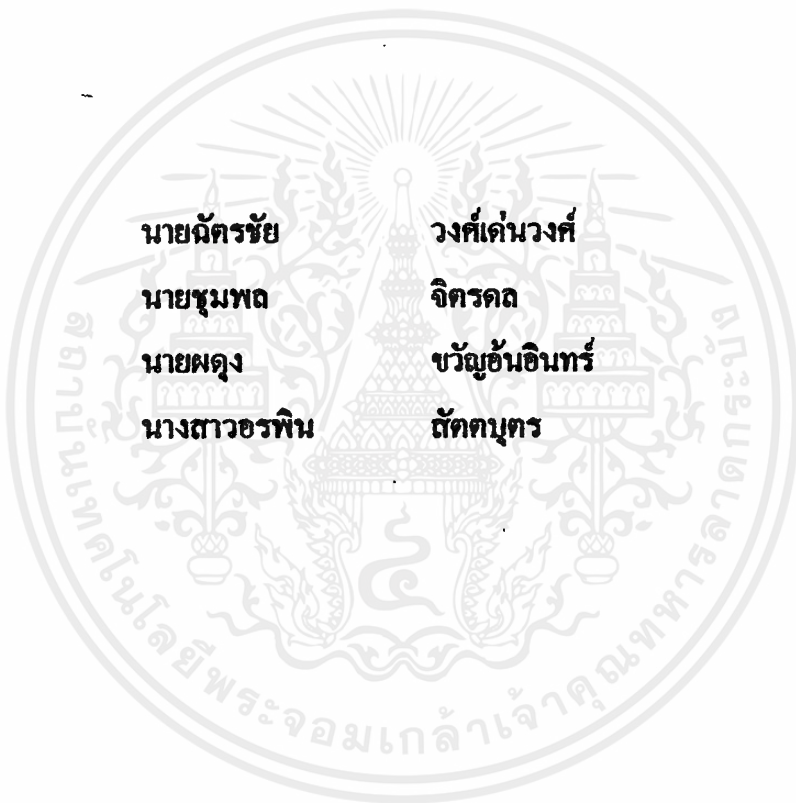 นายฉัตรชัย วงศ์เด่นวงศ์
นายชุมพล จิตรดล
นายผดุง ขวัญอ้นอินทร์
นางสาวอรพิน สัตตบุตร
สถาบันเทคโนโลยีพระจอมเกล้าเจ้าคุณทหารลาดกระบัง